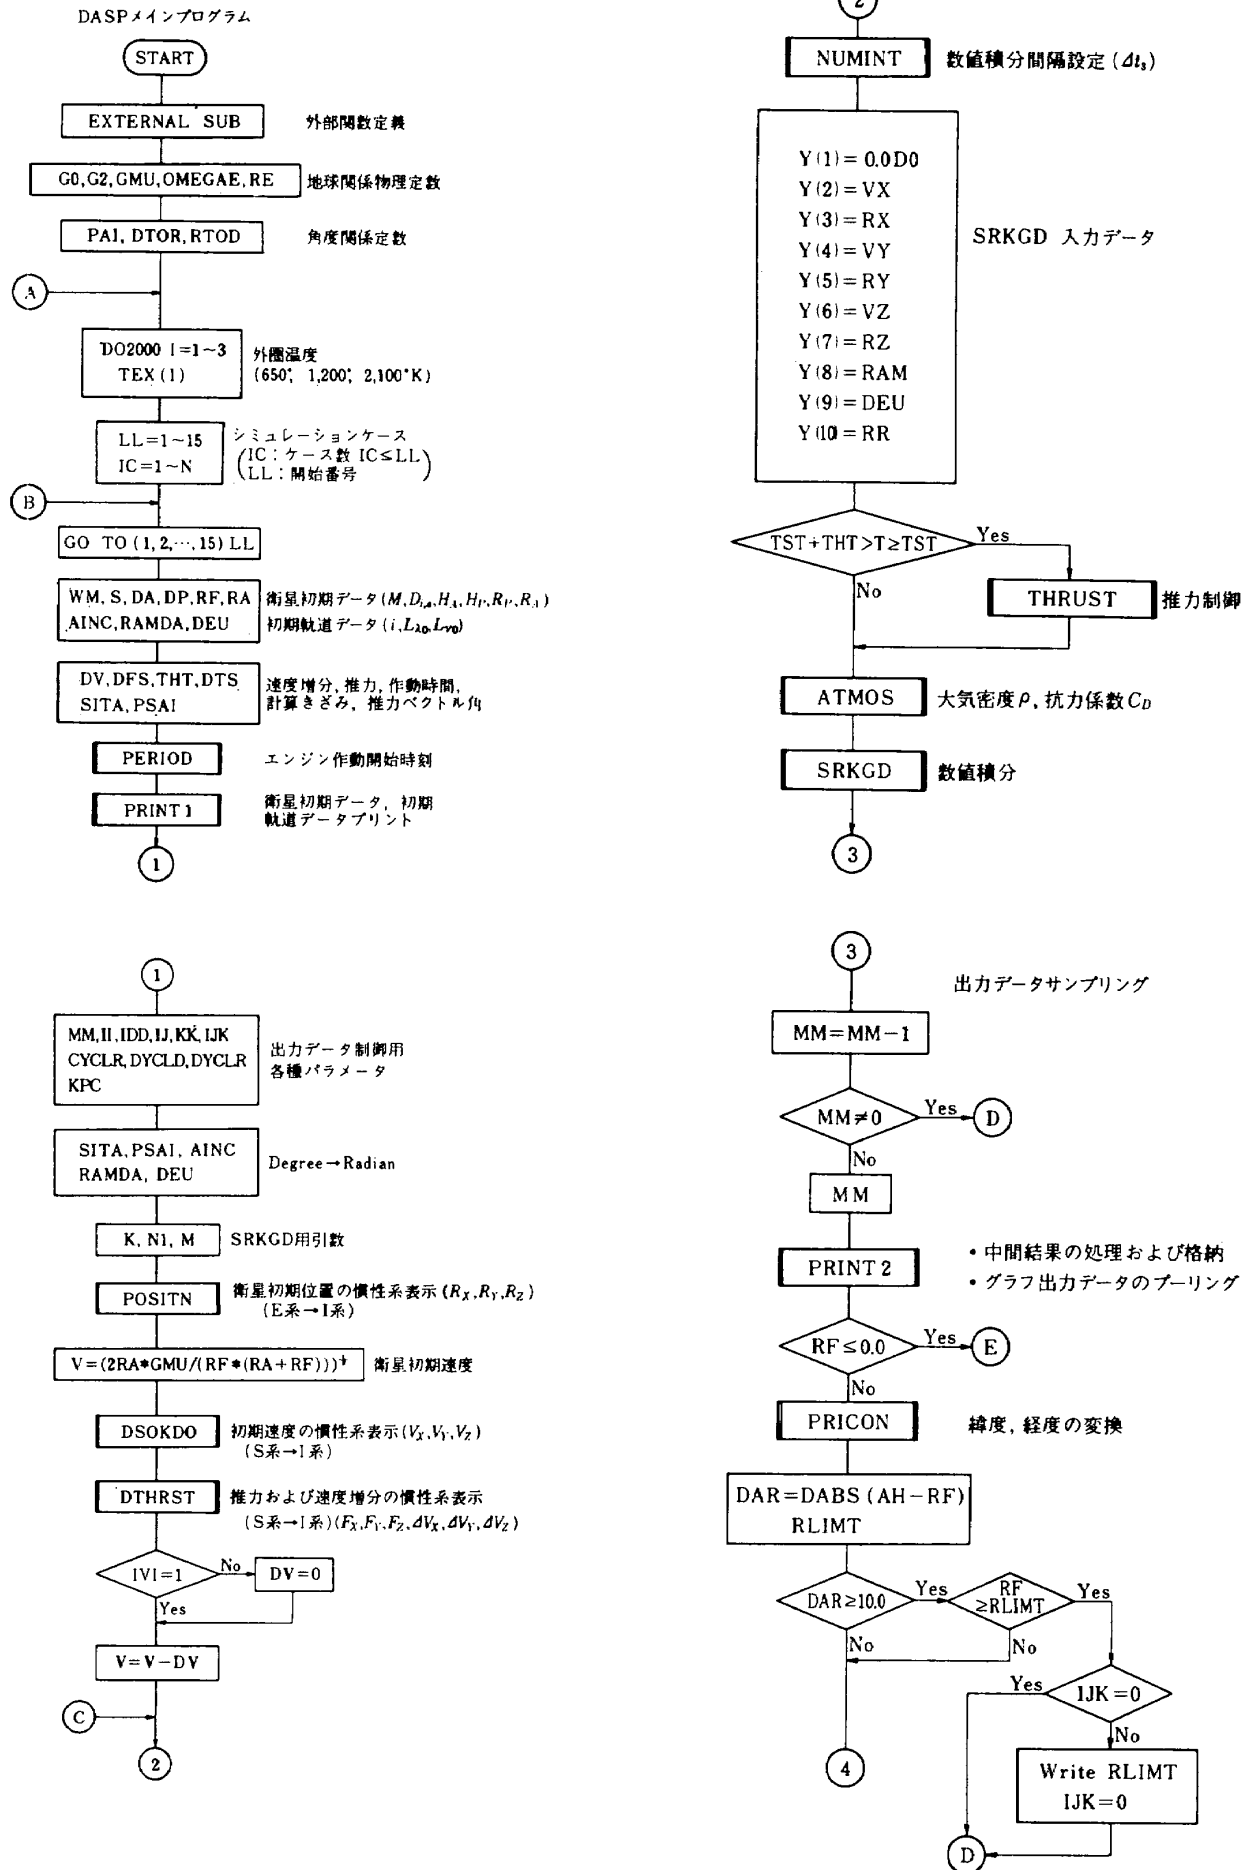 DASPメインプログラム
START
EXTERNAL SUB 外部関数定義
G0,G2,GMU,OMEGAE,RE 地球関係物理定数
PAI, DTOR, RTOD 角度関係定数
A
DO2000 I=1~3 外圏温度
TEX(1) (650°, 1,200°, 2,100°K)
LL=1~15 シミュレーションケース
IC=1~N (IC:ケース数 IC≤LL
LL:開始番号)
B
GO TO (1, 2, …, 15) LL
WM, S, DA, DP, RF, RA 衛星初期データ
AINC, RAMDA, DEU 初期軌道データ
DV, DFS, THT, DTS 速度増分, 推力, 作動時間,
SITA, PSAI 計算きざみ, 推力ベクトル角
PERIOD エンジン作動開始時刻
PRINT1 衛星初期データ, 初期
軌道データプリント
1
1
MM, II, IDD, IJ, KK, IJK 出力データ制御用
CYCLR, DYCLD, DYCLR 各種パラメータ
KPC
SITA, PSAI, AINC Degree→Radian
RAMDA, DEU
K, N1, M SRKGD用引数
POSITN 衛星初期位置の慣性系表示 (RX, RY, RZ)
(E系→I系)
V=(2RA*GMU/(RF*(RA+RF)))½ 衛星初期速度
DSOKDO 初期速度の慣性系表示 (VX, VY, VZ)
(S系→I系)
DTHRST 推力および速度増分の慣性系表示
(S系→I系)(FX, FY, FZ, ΔVX, ΔVY, ΔVZ)
IVI=1 No DV=0
Yes
V=V−DV
C
2
2
NUMINT 数値積分間隔設定 (Δts)
Y(1)=0.0D0
Y(2)=VX
Y(3)=RX
Y(4)=VY
Y(5)=RY
Y(6)=VZ
Y(7)=RZ
Y(8)=RAM
Y(9)=DEU
Y(10)=RR
SRKGD 入力データ
TST+THT>T≥TST Yes
No
THRUST 推力制御
ATMOS 大気密度ρ, 抗力係数CD
SRKGD 数値積分
3
3
出力データサンプリング
MM=MM−1
MM≠0 Yes D
No
MM
PRINT2 ・中間結果の処理および格納
・グラフ出力データのプーリング
RF≤0.0 Yes E
No
PRICON 緯度, 経度の変換
DAR=DABS (AH−RF)
RLIMT
DAR≥10.0 Yes RF ≥RLIMT Yes
No No
Yes IJK=0
No
4
Write RLIMT
IJK=0
D